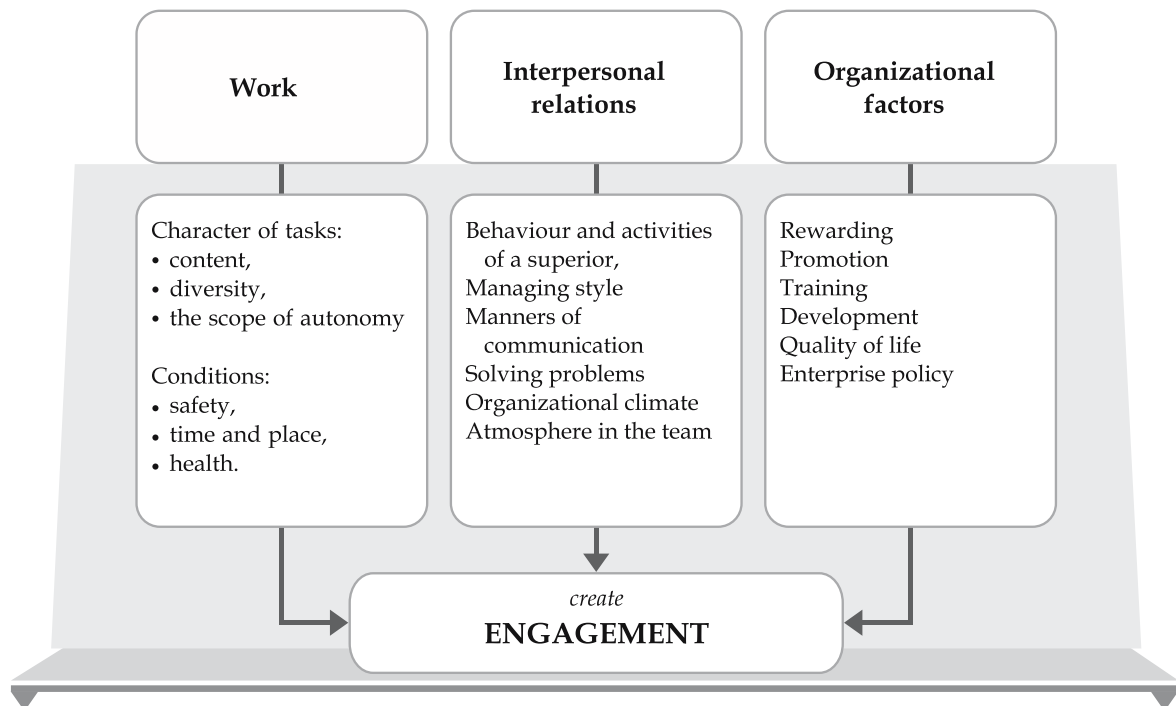 Work
Interpersonal
relations
Organizational
factors
Character of tasks:
• content,
• diversity,
• the scope of autonomy
Conditions:
• safety,
• time and place,
• health.
Behaviour and activities
of a superior,
Managing style
Manners of
communication
Solving problems
Organizational climate
Atmosphere in the team
Rewarding
Promotion
Training
Development
Quality of life
Enterprise policy
create
ENGAGEMENT